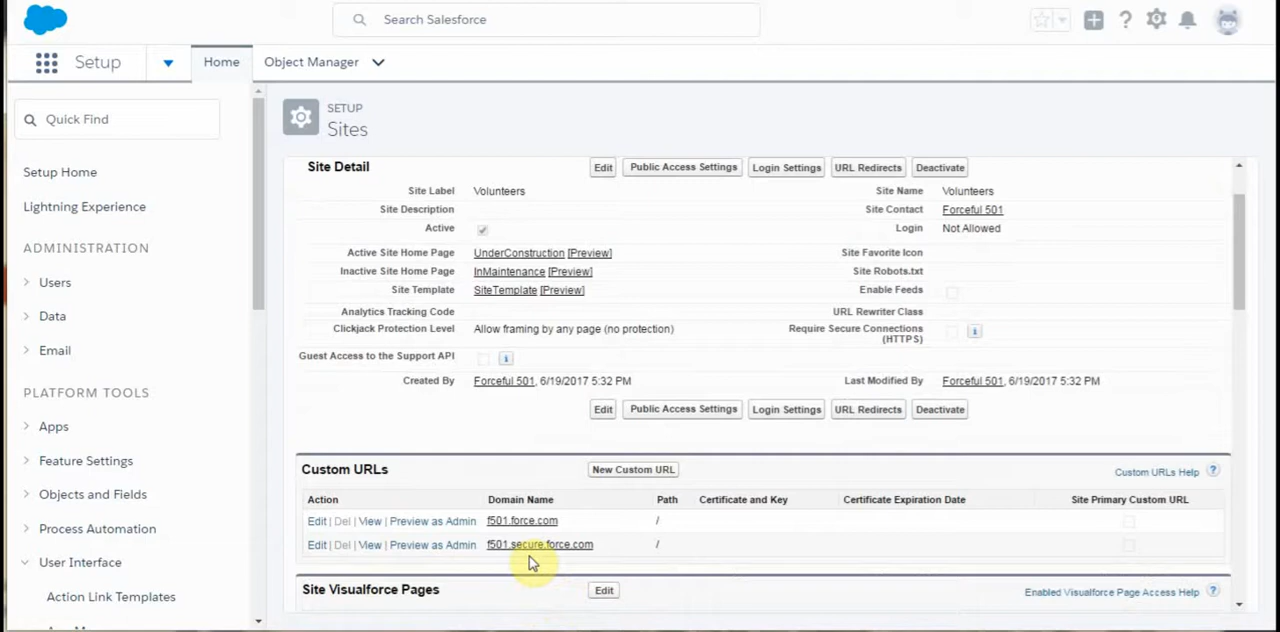 Search Salesforce
Setup
Home
Object Manager
Quick Find
Setup Home
Lightning Experience
ADMINISTRATION
Users
Data
Email
PLATFORM TOOLS
Apps
Feature Settings
Objects and Fields
Process Automation
User Interface
Action Link Templates
SETUP
Sites
Site Detail Edit Public Access Settings Login Settings URL Redirects Deactivate
Site Label Volunteers Site Name Volunteers
Site Description Site Contact Forceful 501
Active Login Not Allowed
Active Site Home Page UnderConstruction [Preview] Site Favorite Icon
Inactive Site Home Page InMaintenance [Preview] Site Robots.txt
Site Template SiteTemplate [Preview] Enable Feeds
Analytics Tracking Code URL Rewriter Class
Clickjack Protection Level Allow framing by any page (no protection) Require Secure Connections
(HTTPS)
Guest Access to the Support API
Created By Forceful 501, 6/19/2017 5:32 PM Last Modified By Forceful 501, 6/19/2017 5:32 PM
Edit Public Access Settings Login Settings URL Redirects Deactivate
Custom URLs New Custom URL Custom URLs Help ?
Action Domain Name Path Certificate and Key Certificate Expiration Date Site Primary Custom URL
Edit | Del | View | Preview as Admin f501.force.com /
Edit | Del | View | Preview as Admin f501.secure.force.com /
Site Visualforce Pages Edit Enabled Visualforce Page Access Help ?